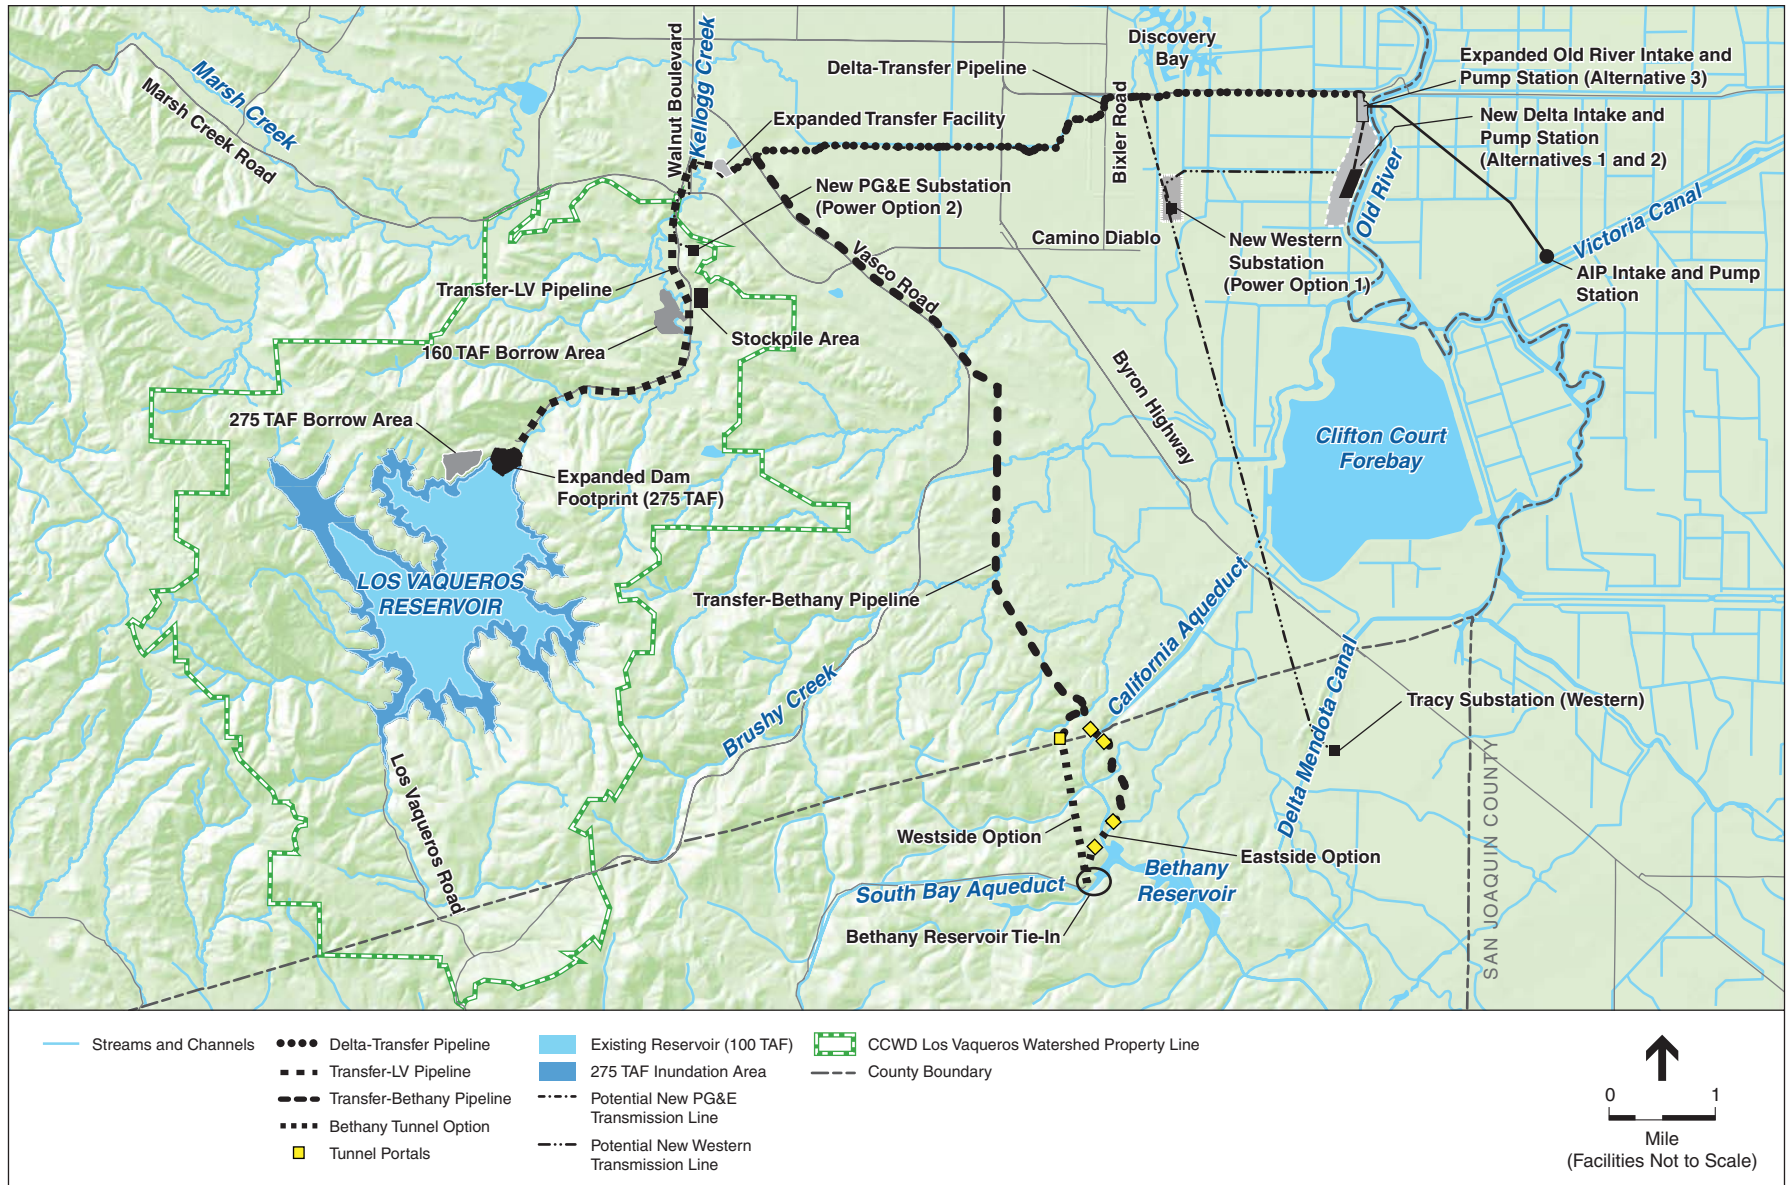 Discovery
Bay
Expanded Old River Intake and
Pump Station (Alternative 3)
Delta-Transfer Pipeline
Walnut Boulevard
Kellogg Creek
Marsh Creek
Marsh Creek Road
Bixler Road
Expanded Transfer Facility
New Delta Intake and
Pump Station
(Alternatives 1 and 2)
New PG&E Substation
(Power Option 2)
Old River
Victoria Canal
Camino Diablo
New Western
Substation
(Power Option 1)
AIP Intake and Pump
Station
Vasco Road
Transfer-LV Pipeline
Stockpile Area
160 TAF Borrow Area
Byron Highway
275 TAF Borrow Area
Clifton Court
Forebay
Expanded Dam
Footprint (275 TAF)
LOS VAQUEROS
RESERVOIR
Transfer-Bethany Pipeline
California Aqueduct
Brushy Creek
Delta Mendota Canal
Tracy Substation (Western)
Los Vaqueros Road
SAN JOAQUIN COUNTY
Westside Option
Eastside Option
Bethany
Reservoir
South Bay Aqueduct
Bethany Reservoir Tie-In
Streams and Channels
Delta-Transfer Pipeline
Transfer-LV Pipeline
Transfer-Bethany Pipeline
Bethany Tunnel Option
Tunnel Portals
Existing Reservoir (100 TAF)
275 TAF Inundation Area
Potential New PG&E
Transmission Line
Potential New Western
Transmission Line
CCWD Los Vaqueros Watershed Property Line
County Boundary
0 1
Mile
(Facilities Not to Scale)